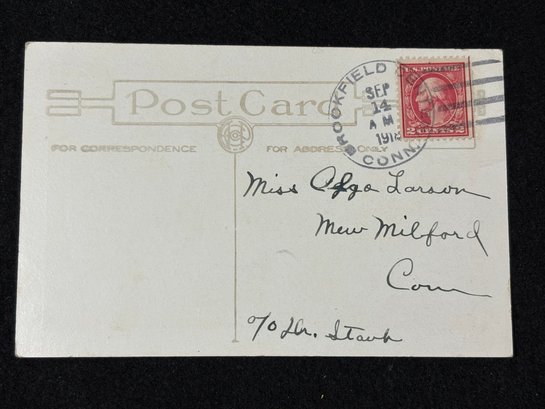 Post Card
BROOKFIELD
SEP
14
A M
CONN.
U.S. POSTAGE
2 CENTS 2
FOR CORRESPONDENCE
FOR ADDRESS ONLY
Miss Olga Larson
New Milford
Conn
c/o Dr. Staub